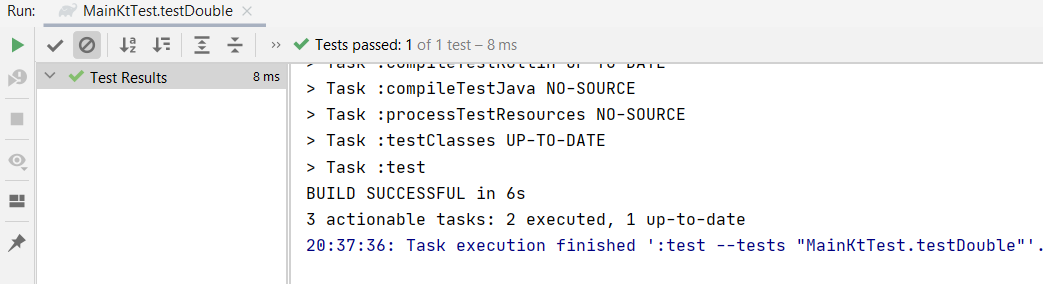 Run: MainKtTest.testDouble
Tests passed: 1 of 1 test – 8 ms
Test Results 8 ms
> Task :compileTestKotlin UP-TO-DATE
> Task :compileTestJava NO-SOURCE
> Task :processTestResources NO-SOURCE
> Task :testClasses UP-TO-DATE
> Task :test
BUILD SUCCESSFUL in 6s
3 actionable tasks: 2 executed, 1 up-to-date
20:37:36: Task execution finished ':test --tests "MainKtTest.testDouble"'.